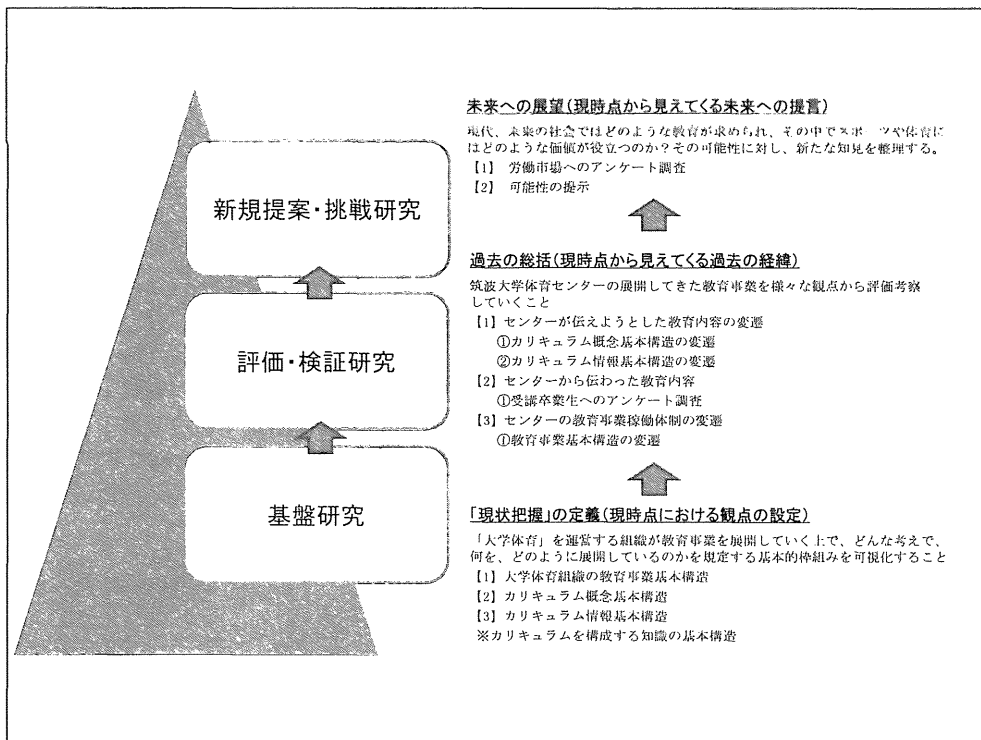 未来への展望(現時点から見えてくる未来への提言)
現代、未来の社会ではどのような教育が求められ、その中でスポーツや体育に
はどのような価値が役立つのか?その可能性に対し、新たな知見を整理する。
【1】 労働市場へのアンケート調査
【2】 可能性の提示
新規提案・挑戦研究
過去の総括(現時点から見えてくる過去の経緯)
筑波大学体育センターの展開してきた教育事業を様々な観点から評価考察
していくこと
【1】センターが伝えようとした教育内容の変遷
①カリキュラム概念基本構造の変遷
②カリキュラム情報基本構造の変遷
【2】センターから伝わった教育内容
①受講卒業生へのアンケート調査
【3】センターの教育事業稼働体制の変遷
①教育事業基本構造の変遷
評価・検証研究
「現状把握」の定義(現時点における観点の設定)
「大学体育」を運営する組織が教育事業を展開していく上で、どんな考えで、
何を、どのように展開しているのかを規定する基本的枠組みを可視化すること
【1】大学体育組織の教育事業基本構造
【2】カリキュラム概念基本構造
【3】カリキュラム情報基本構造
※カリキュラムを構成する知識の基本構造
基盤研究